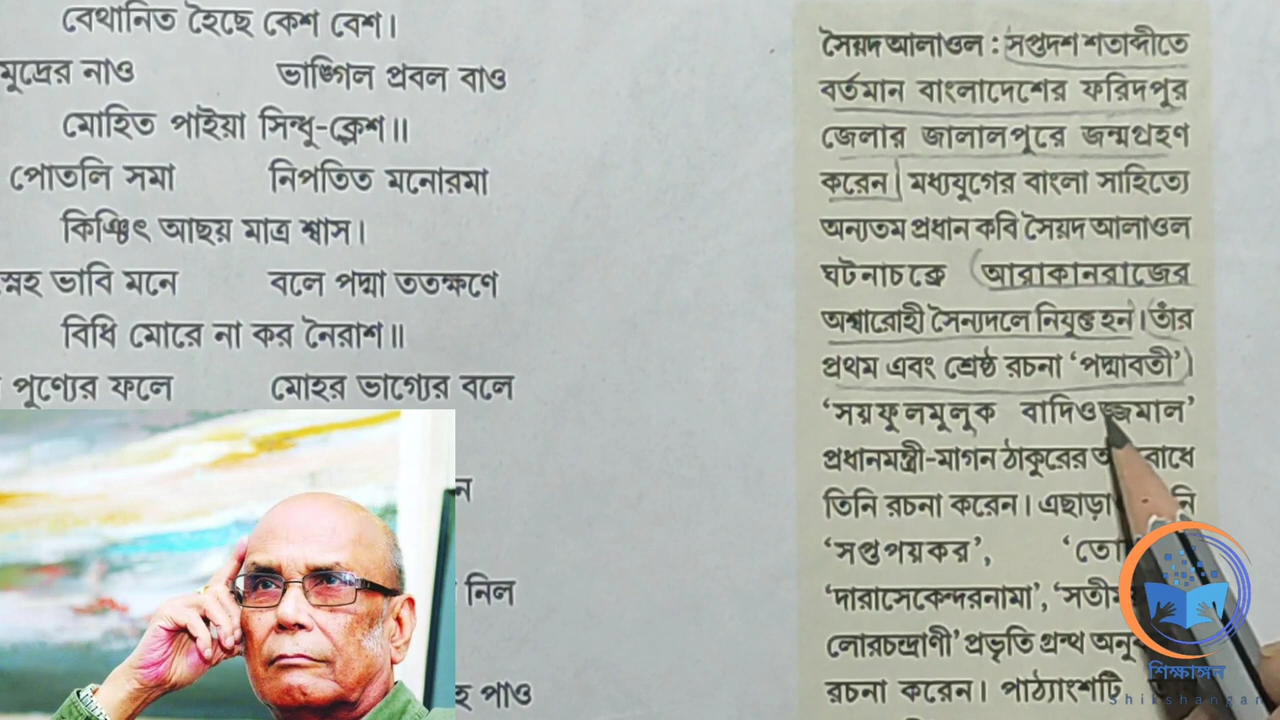 বেথানিত হৈছে কেশ বেশ।
মুদ্রের নাও ভাঙ্গিল প্রবল বাও
মোহিত পাইয়া সিন্ধু-ক্লেশ॥
পোতলি সমা নিপতিত মনোরমা
কিঞ্চিৎ আছয় মাত্র শ্বাস।
স্নেহ ভাবি মনে বলে পদ্মা ততক্ষণে
বিধি মোরে না কর নৈরাশ॥
পুণ্যের ফলে মোহর ভাগ্যের বলে
ন
নিল
হ পাও
সৈয়দ আলাওল : সপ্তদশ শতাব্দীতে
বর্তমান বাংলাদেশের ফরিদপুর
জেলার জালালপুরে জন্মগ্রহণ
করেন। মধ্যযুগের বাংলা সাহিত্যে
অন্যতম প্রধান কবি সৈয়দ আলাওল
ঘটনাচক্রে আরাকানরাজের
অশ্বারোহী সৈন্যদলে নিযুক্ত হন। তাঁর
প্রথম এবং শ্রেষ্ঠ রচনা ‘পদ্মাবতী’
‘সয়ফুলমুলুক বাদিওজ্জমাল’
প্রধানমন্ত্রী-মাগন ঠাকুরের
তিনি রচনা করেন। এছাড়া
‘সপ্তপয়কর’,
‘দারাসেকেন্দরনামা’,
লোরচন্দ্রাণী’ প্রভৃতি গ্রন্থ
রচনা করেন। পাঠ্যাংশটি
শিক্ষাঙ্গন
Shikshangan